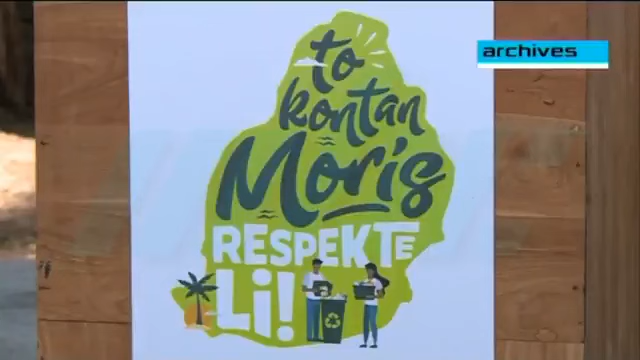 archives
to
kontan
Moris
RESPEKTE
Li!